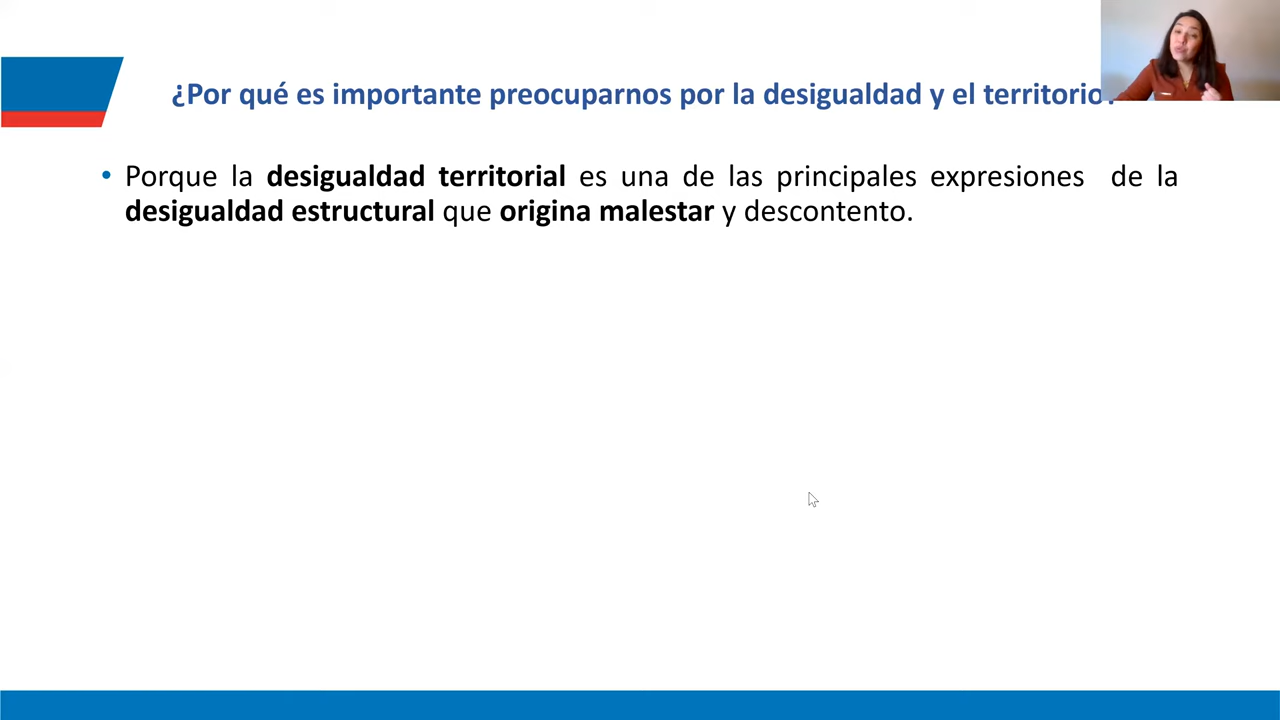 ¿Por qué es importante preocuparnos por la desigualdad y el territorio?
• Porque la desigualdad territorial es una de las principales expresiones de la
desigualdad estructural que origina malestar y descontento.